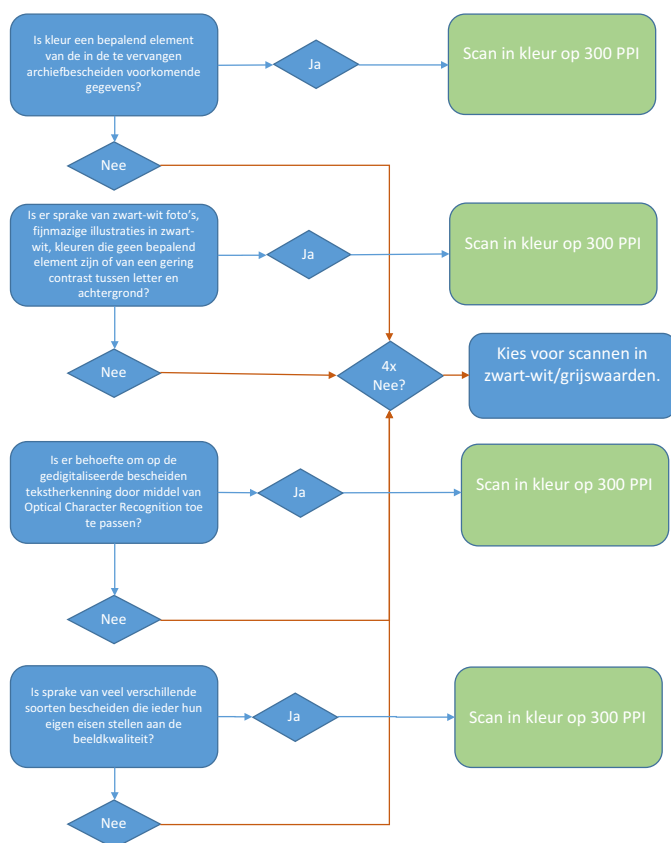 Is kleur een bepalend element
van de in de te vervangen
archiefbescheiden voorkomende
gegevens?
Ja
Scan in kleur op 300 PPI
Nee
Is er sprake van zwart-wit foto's,
fijnmazige illustraties in zwart-
wit, kleuren die geen bepalend
element zijn of van een gering
contrast tussen letter en
achtergrond?
Ja
Scan in kleur op 300 PPI
Nee
4x
Nee?
Kies voor scannen in
zwart-wit/grijswaarden.
Is er behoefte om op de
gedigitaliseerde bescheiden
tekstherkenning door middel van
Optical Character Recognition toe
te passen?
Ja
Scan in kleur op 300 PPI
Nee
Is sprake van veel verschillende
soorten bescheiden die ieder hun
eigen eisen stellen aan de
beeldkwaliteit?
Ja
Scan in kleur op 300 PPI
Nee